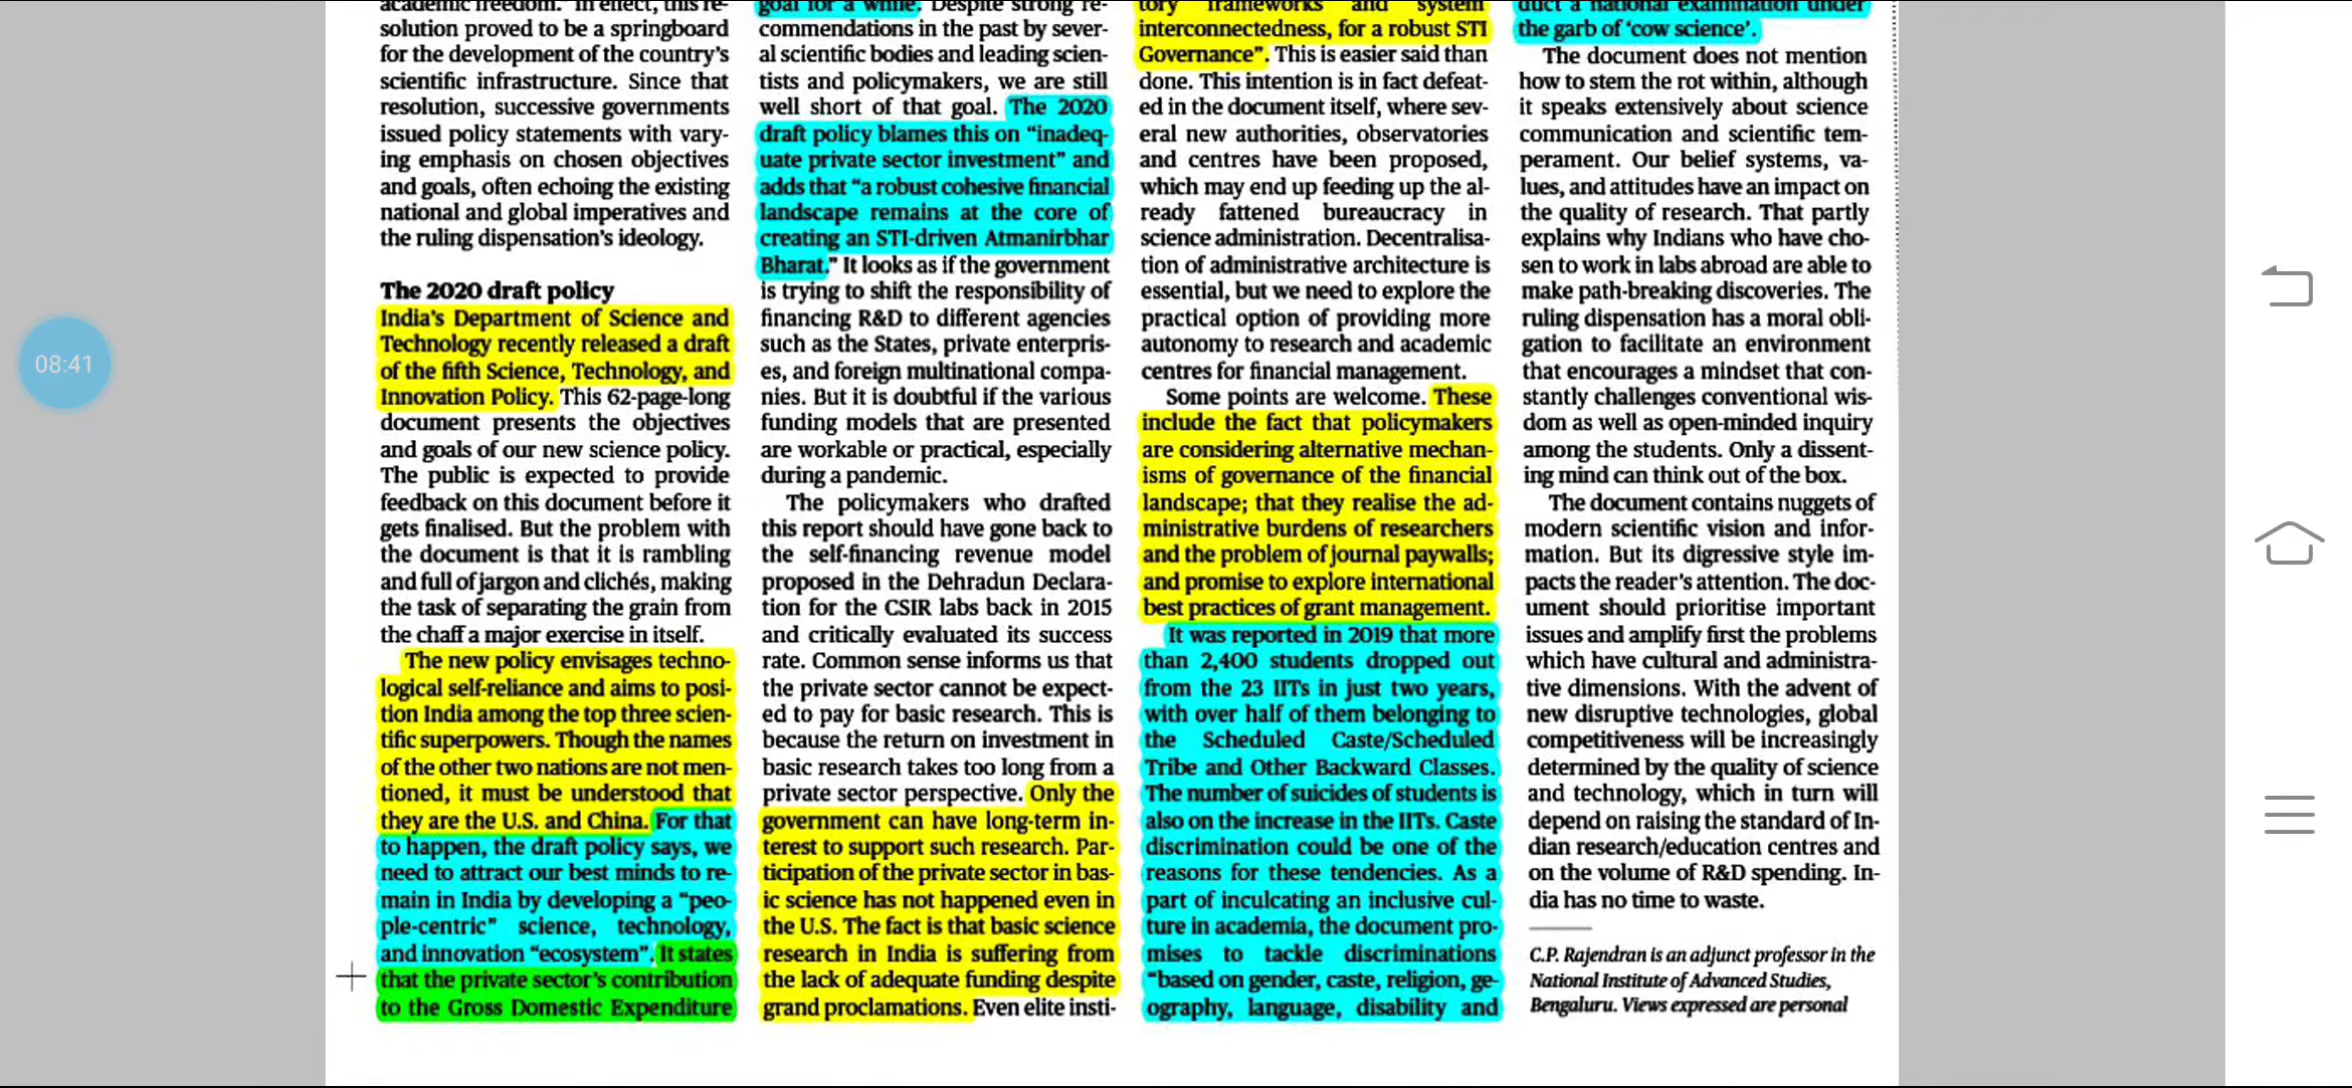 academic freedom." In effect, this re-
solution proved to be a springboard
for the development of the country's
scientific infrastructure. Since that
resolution, successive governments
issued policy statements with vary-
ing emphasis on chosen objectives
and goals, often echoing the existing
national and global imperatives and
the ruling dispensation's ideology.
The 2020 draft policy
India's Department of Science and
Technology recently released a draft
of the fifth Science, Technology, and
Innovation Policy. This 62-page-long
document presents the objectives
and goals of our new science policy.
The public is expected to provide
feedback on this document before it
gets finalised. But the problem with
the document is that it is rambling
and full of jargon and clichés, making
the task of separating the grain from
the chaff a major exercise in itself.
The new policy envisages techno-
logical self-reliance and aims to posi-
tion India among the top three scien-
tific superpowers. Though the names
of the other two nations are not men-
tioned, it must be understood that
they are the U.S. and China. For that
to happen, the draft policy says, we
need to attract our best minds to re-
main in India by developing a "peo-
ple-centric" science, technology,
and innovation "ecosystem". It states
that the private sector's contribution
to the Gross Domestic Expenditure
goal for a while. Despite strong re-
commendations in the past by sever-
al scientific bodies and leading scien-
tists and policymakers, we are still
well short of that goal. The 2020
draft policy blames this on "inadeq-
uate private sector investment" and
adds that "a robust cohesive financial
landscape remains at the core of
creating an STI-driven Atmanirbhar
Bharat." It looks as if the government
is trying to shift the responsibility of
financing R&D to different agencies
such as the States, private enterpris-
es, and foreign multinational compa-
nies. But it is doubtful if the various
funding models that are presented
are workable or practical, especially
during a pandemic.
The policymakers who drafted
this report should have gone back to
the self-financing revenue model
proposed in the Dehradun Declara-
tion for the CSIR labs back in 2015
and critically evaluated its success
rate. Common sense informs us that
the private sector cannot be expect-
ed to pay for basic research. This is
because the return on investment in
basic research takes too long from a
private sector perspective. Only the
government can have long-term in-
terest to support such research. Par-
ticipation of the private sector in bas-
ic science has not happened even in
the U.S. The fact is that basic science
research in India is suffering from
the lack of adequate funding despite
grand proclamations. Even elite insti-
tory frameworks and system
interconnectedness, for a robust STI
Governance". This is easier said than
done. This intention is in fact defeat-
ed in the document itself, where sev-
eral new authorities, observatories
and centres have been proposed,
which may end up feeding up the al-
ready fattened bureaucracy in
science administration. Decentralisa-
tion of administrative architecture is
essential, but we need to explore the
practical option of providing more
autonomy to research and academic
centres for financial management.
Some points are welcome. These
include the fact that policymakers
are considering alternative mechan-
isms of governance of the financial
landscape; that they realise the ad-
ministrative burdens of researchers
and the problem of journal paywalls;
and promise to explore international
best practices of grant management.
It was reported in 2019 that more
than 2,400 students dropped out
from the 23 IITs in just two years,
with over half of them belonging to
the Scheduled Caste/Scheduled
Tribe and Other Backward Classes.
The number of suicides of students is
also on the increase in the IITs. Caste
discrimination could be one of the
reasons for these tendencies. As a
part of inculcating an inclusive cul-
ture in academia, the document pro-
mises to tackle discriminations
"based on gender, caste, religion, ge-
ography, language, disability and
duct a national examination under
the garb of 'cow science'.
The document does not mention
how to stem the rot within, although
it speaks extensively about science
communication and scientific tem-
perament. Our belief systems, va-
lues, and attitudes have an impact on
the quality of research. That partly
explains why Indians who have cho-
sen to work in labs abroad are able to
make path-breaking discoveries. The
ruling dispensation has a moral obli-
gation to facilitate an environment
that encourages a mindset that con-
stantly challenges conventional wis-
dom as well as open-minded inquiry
among the students. Only a dissent-
ing mind can think out of the box.
The document contains nuggets of
modern scientific vision and infor-
mation. But its digressive style im-
pacts the reader's attention. The doc-
ument should prioritise important
issues and amplify first the problems
which have cultural and administra-
tive dimensions. With the advent of
new disruptive technologies, global
competitiveness will be increasingly
determined by the quality of science
and technology, which in turn will
depend on raising the standard of In-
dian research/education centres and
on the volume of R&D spending. In-
dia has no time to waste.
C.P. Rajendran is an adjunct professor in the
National Institute of Advanced Studies,
Bengaluru. Views expressed are personal
08:41